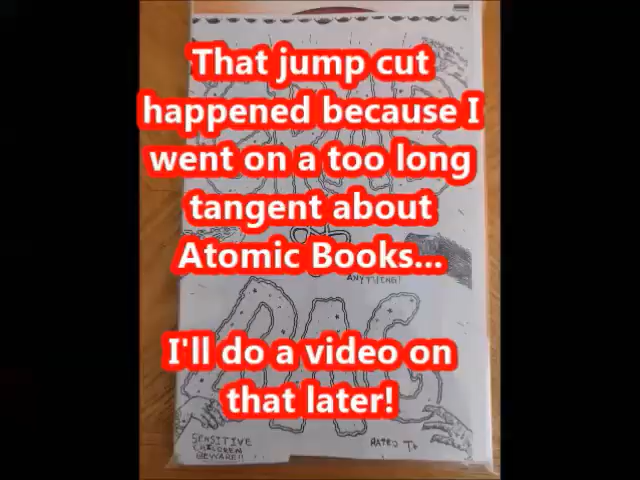 That jump cut
happened because I
went on a too long
tangent about
Atomic Books...
ANYTHING!
I'll do a video on
that later!
BAG
SENSITIVE
CHILDREN
BEWARE!!
RATED T+